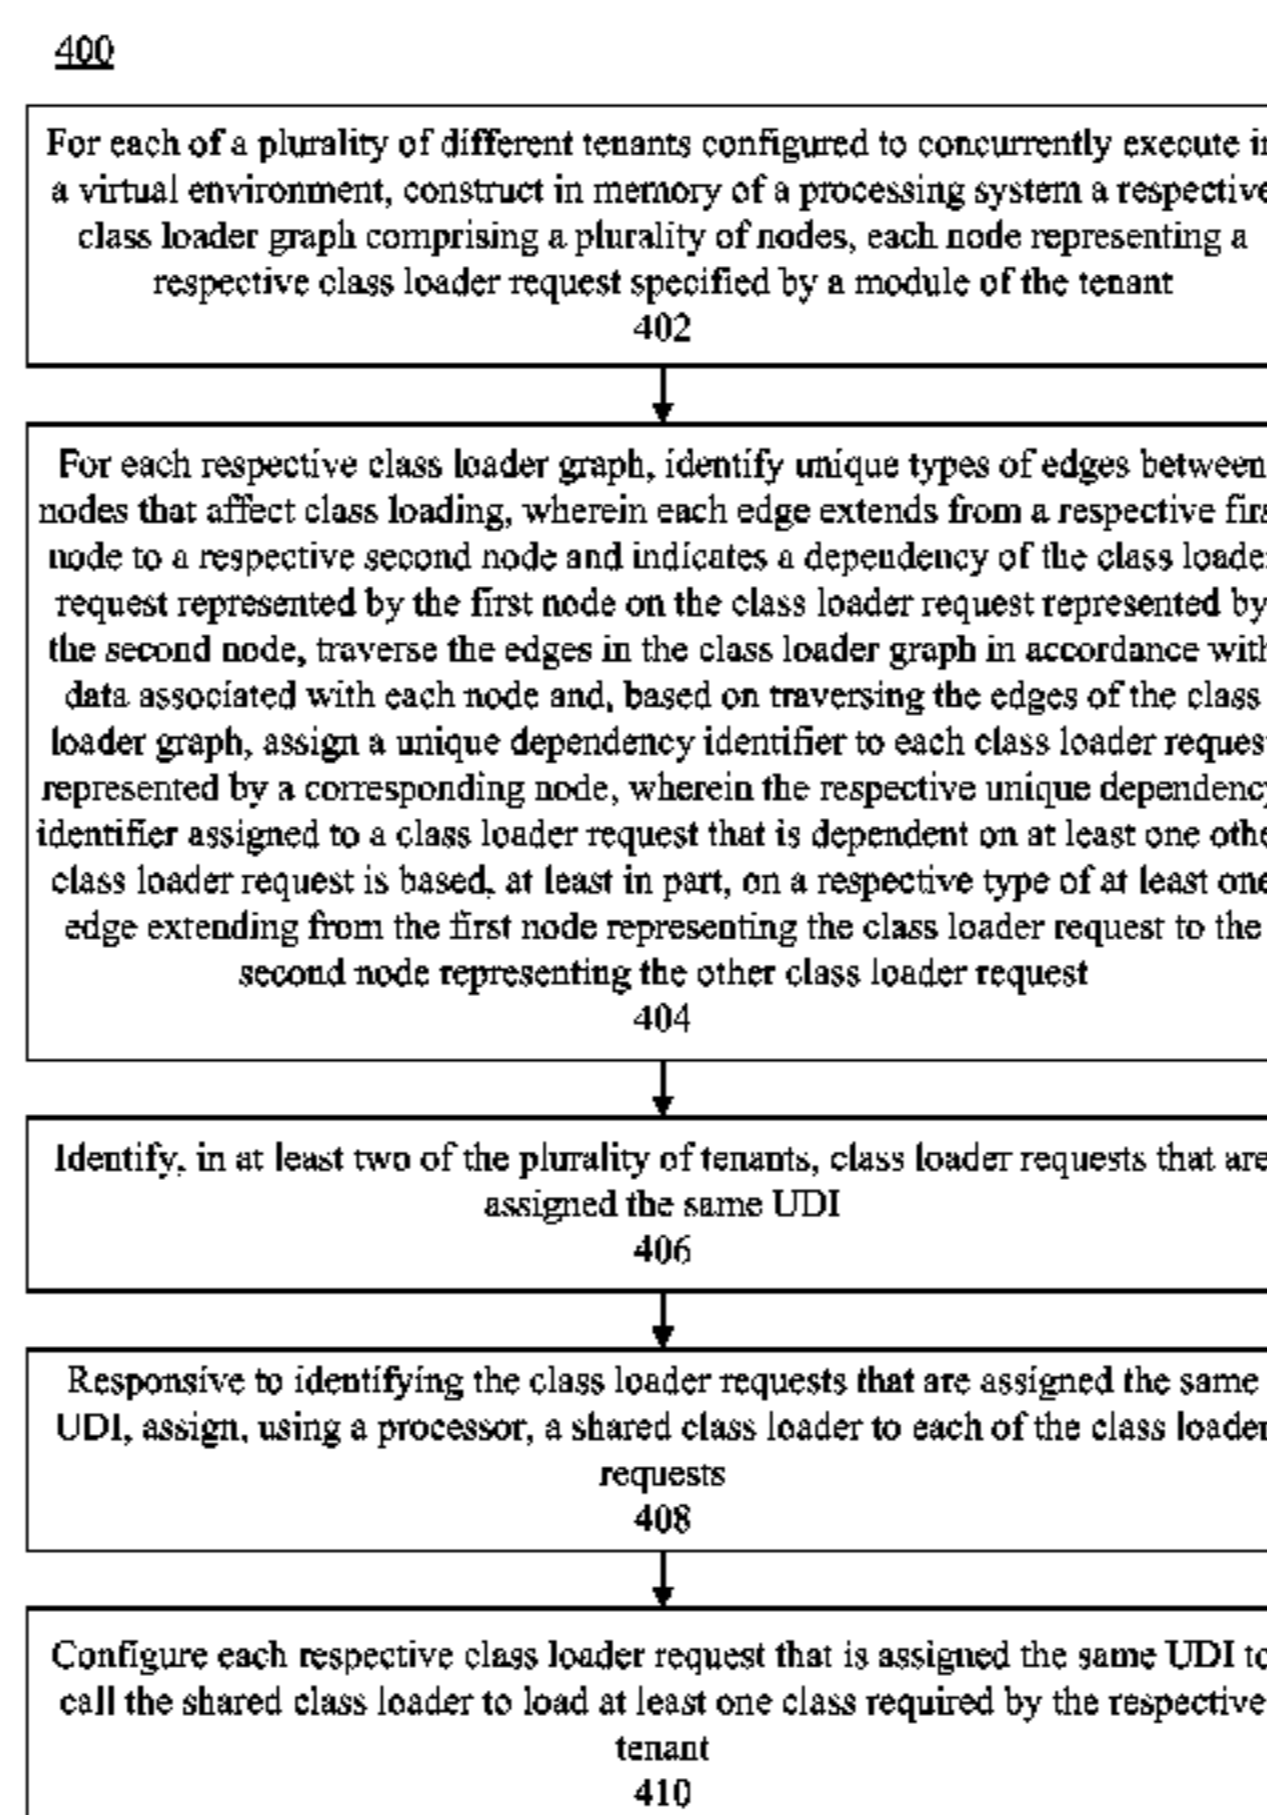 400
For each of a plurality of different tenants configured to concurrently execute in
a virtual environment, construct in memory of a processing system a respective
class loader graph comprising a plurality of nodes, each node representing a
respective class loader request specified by a module of the tenant
402
For each respective class loader graph, identify unique types of edges between
nodes that affect class loading, wherein each edge extends from a respective firs
node to a respective second node and indicates a dependency of the class loader
request represented by the first node on the class loader request represented by
the second node, traverse the edges in the class loader graph in accordance with
data associated with each node and, based on traversing the edges of the class
loader graph, assign a unique dependency identifier to each class loader request
represented by a corresponding node, wherein the respective unique dependency
identifier assigned to a class loader request that is dependent on at least one othe
class loader request is based, at least in part, on a respective type of at least one
edge extending from the first node representing the class loader request to the
second node representing the other class loader request
404
Identify, in at least two of the plurality of tenants, class loader requests that are
assigned the same UDI
406
Responsive to identifying the class loader requests that are assigned the same
UDI, assign, using a processor, a shared class loader to each of the class loader
requests
408
Configure each respective class loader request that is assigned the same UDI to
call the shared class loader to load at least one class required by the respective
tenant
410